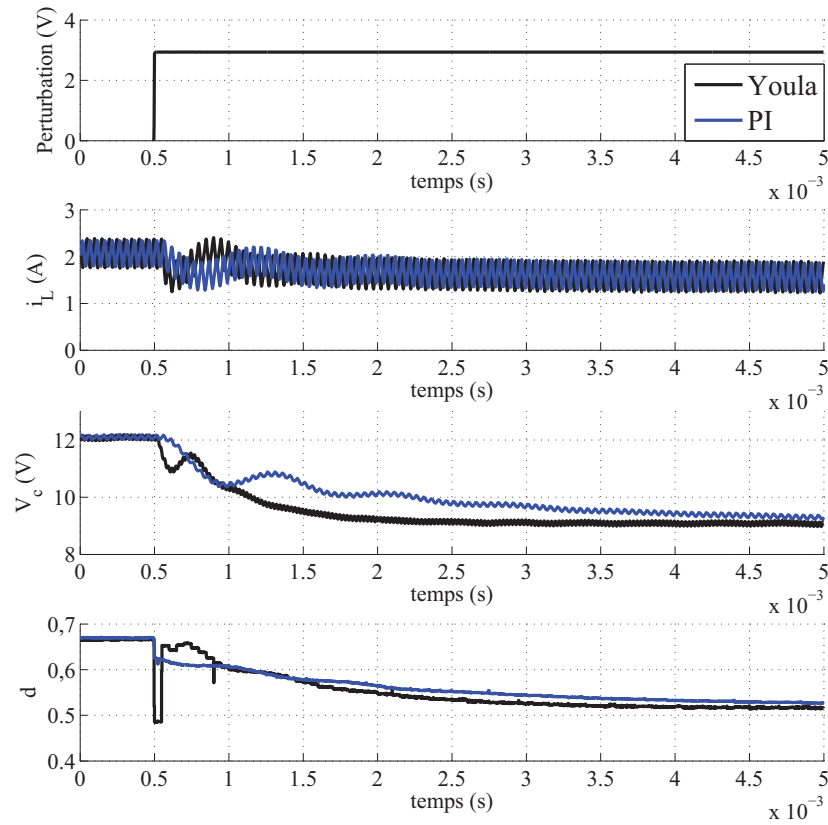 Perturbation (V)
4
2
0
Youla
PI
0 0.5 1 1.5 2 2.5 3 3.5 4 4.5 5
temps (s)
x 10⁻³
i_L (A)
3
2
1
0
0 0.5 1 1.5 2 2.5 3 3.5 4 4.5 5
temps (s)
x 10⁻³
V_c (V)
12
10
8
0 0.5 1 1.5 2 2.5 3 3.5 4 4.5 5
temps (s)
x 10⁻³
d
0,7
0.6
0.5
0.4
0 0.5 1 1.5 2 2.5 3 3.5 4 4.5 5
temps (s)
x 10⁻³